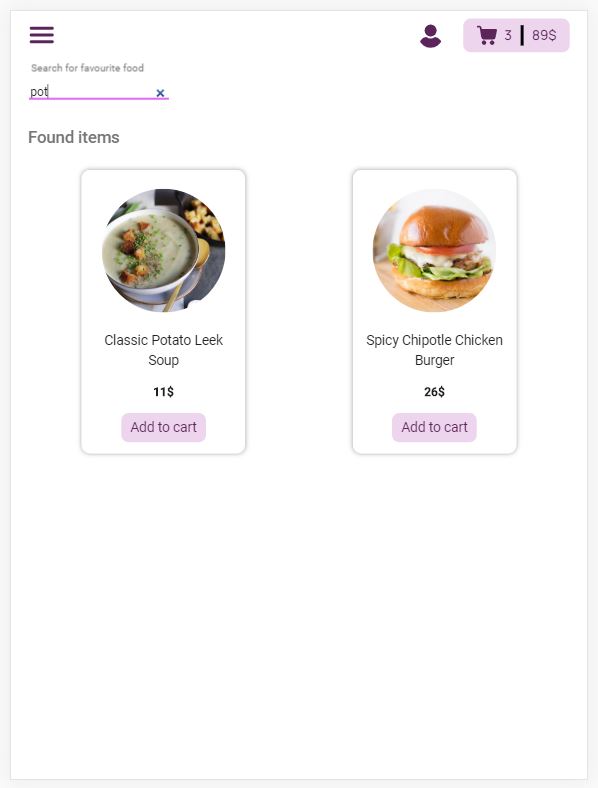 3 89$
Search for favourite food
pot
Found items
Classic Potato Leek
Soup
11$
Add to cart
Spicy Chipotle Chicken
Burger
26$
Add to cart